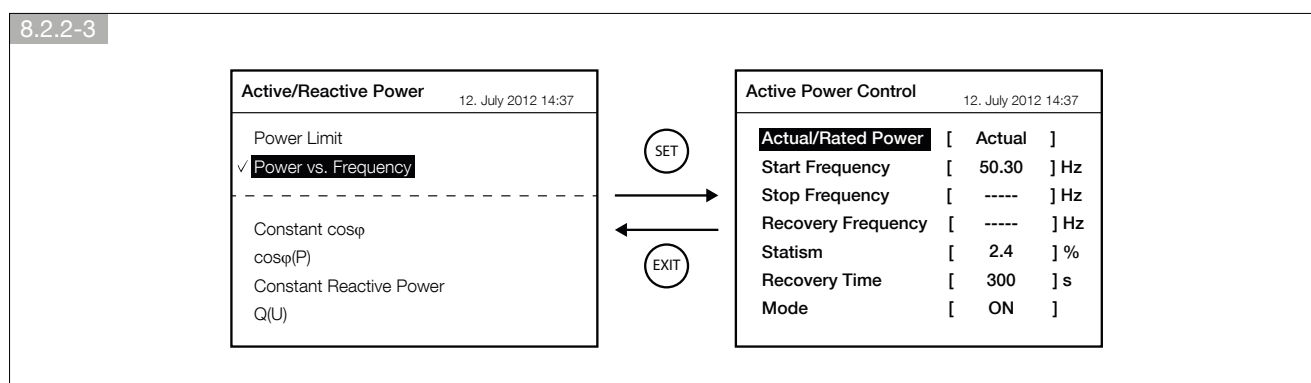 8.2.2-3
Active/Reactive Power 12. July 2012 14:37
Power Limit
✓ Power vs. Frequency
Constant cosφ
cosφ(P)
Constant Reactive Power
Q(U)
SET
EXIT
Active Power Control 12. July 2012 14:37
Actual/Rated Power [ Actual ]
Start Frequency [ 50.30 ] Hz
Stop Frequency [ ----- ] Hz
Recovery Frequency [ ----- ] Hz
Statism [ 2.4 ] %
Recovery Time [ 300 ] s
Mode [ ON ]